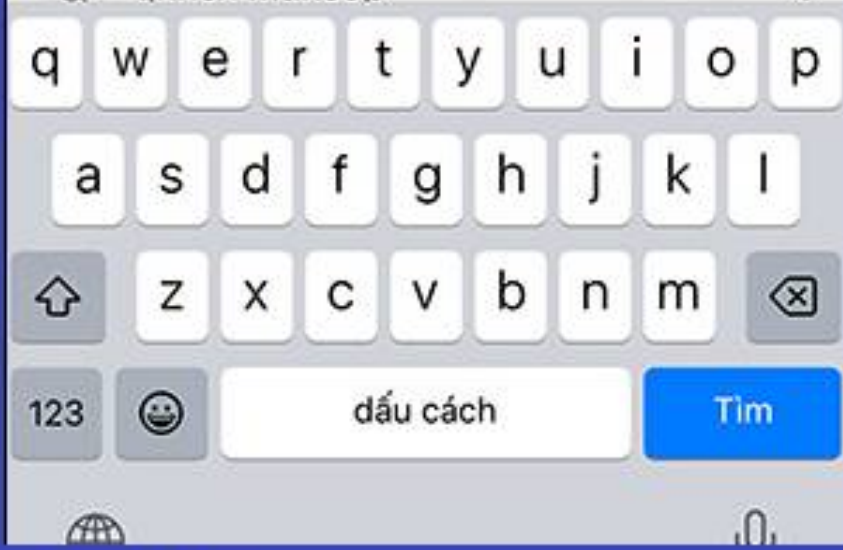 q w e r t y u i o p
a s d f g h j k l
z x c v b n m
123 dấu cách Tìm